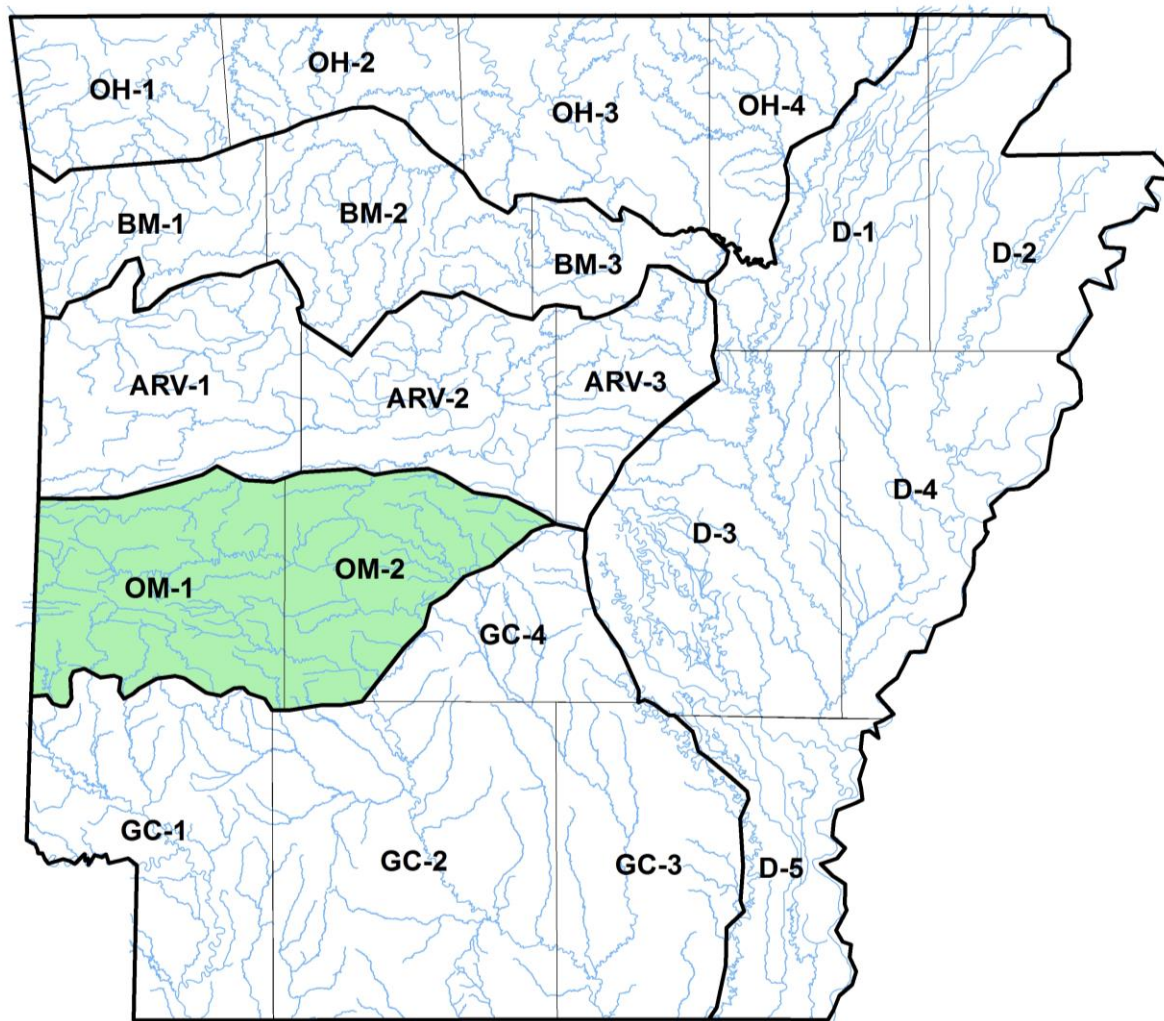 OH-1
OH-2
OH-3
OH-4
BM-1
BM-2
BM-3
D-1
D-2
ARV-1
ARV-2
ARV-3
D-3
D-4
OM-1
OM-2
GC-4
GC-1
GC-2
GC-3
D-5